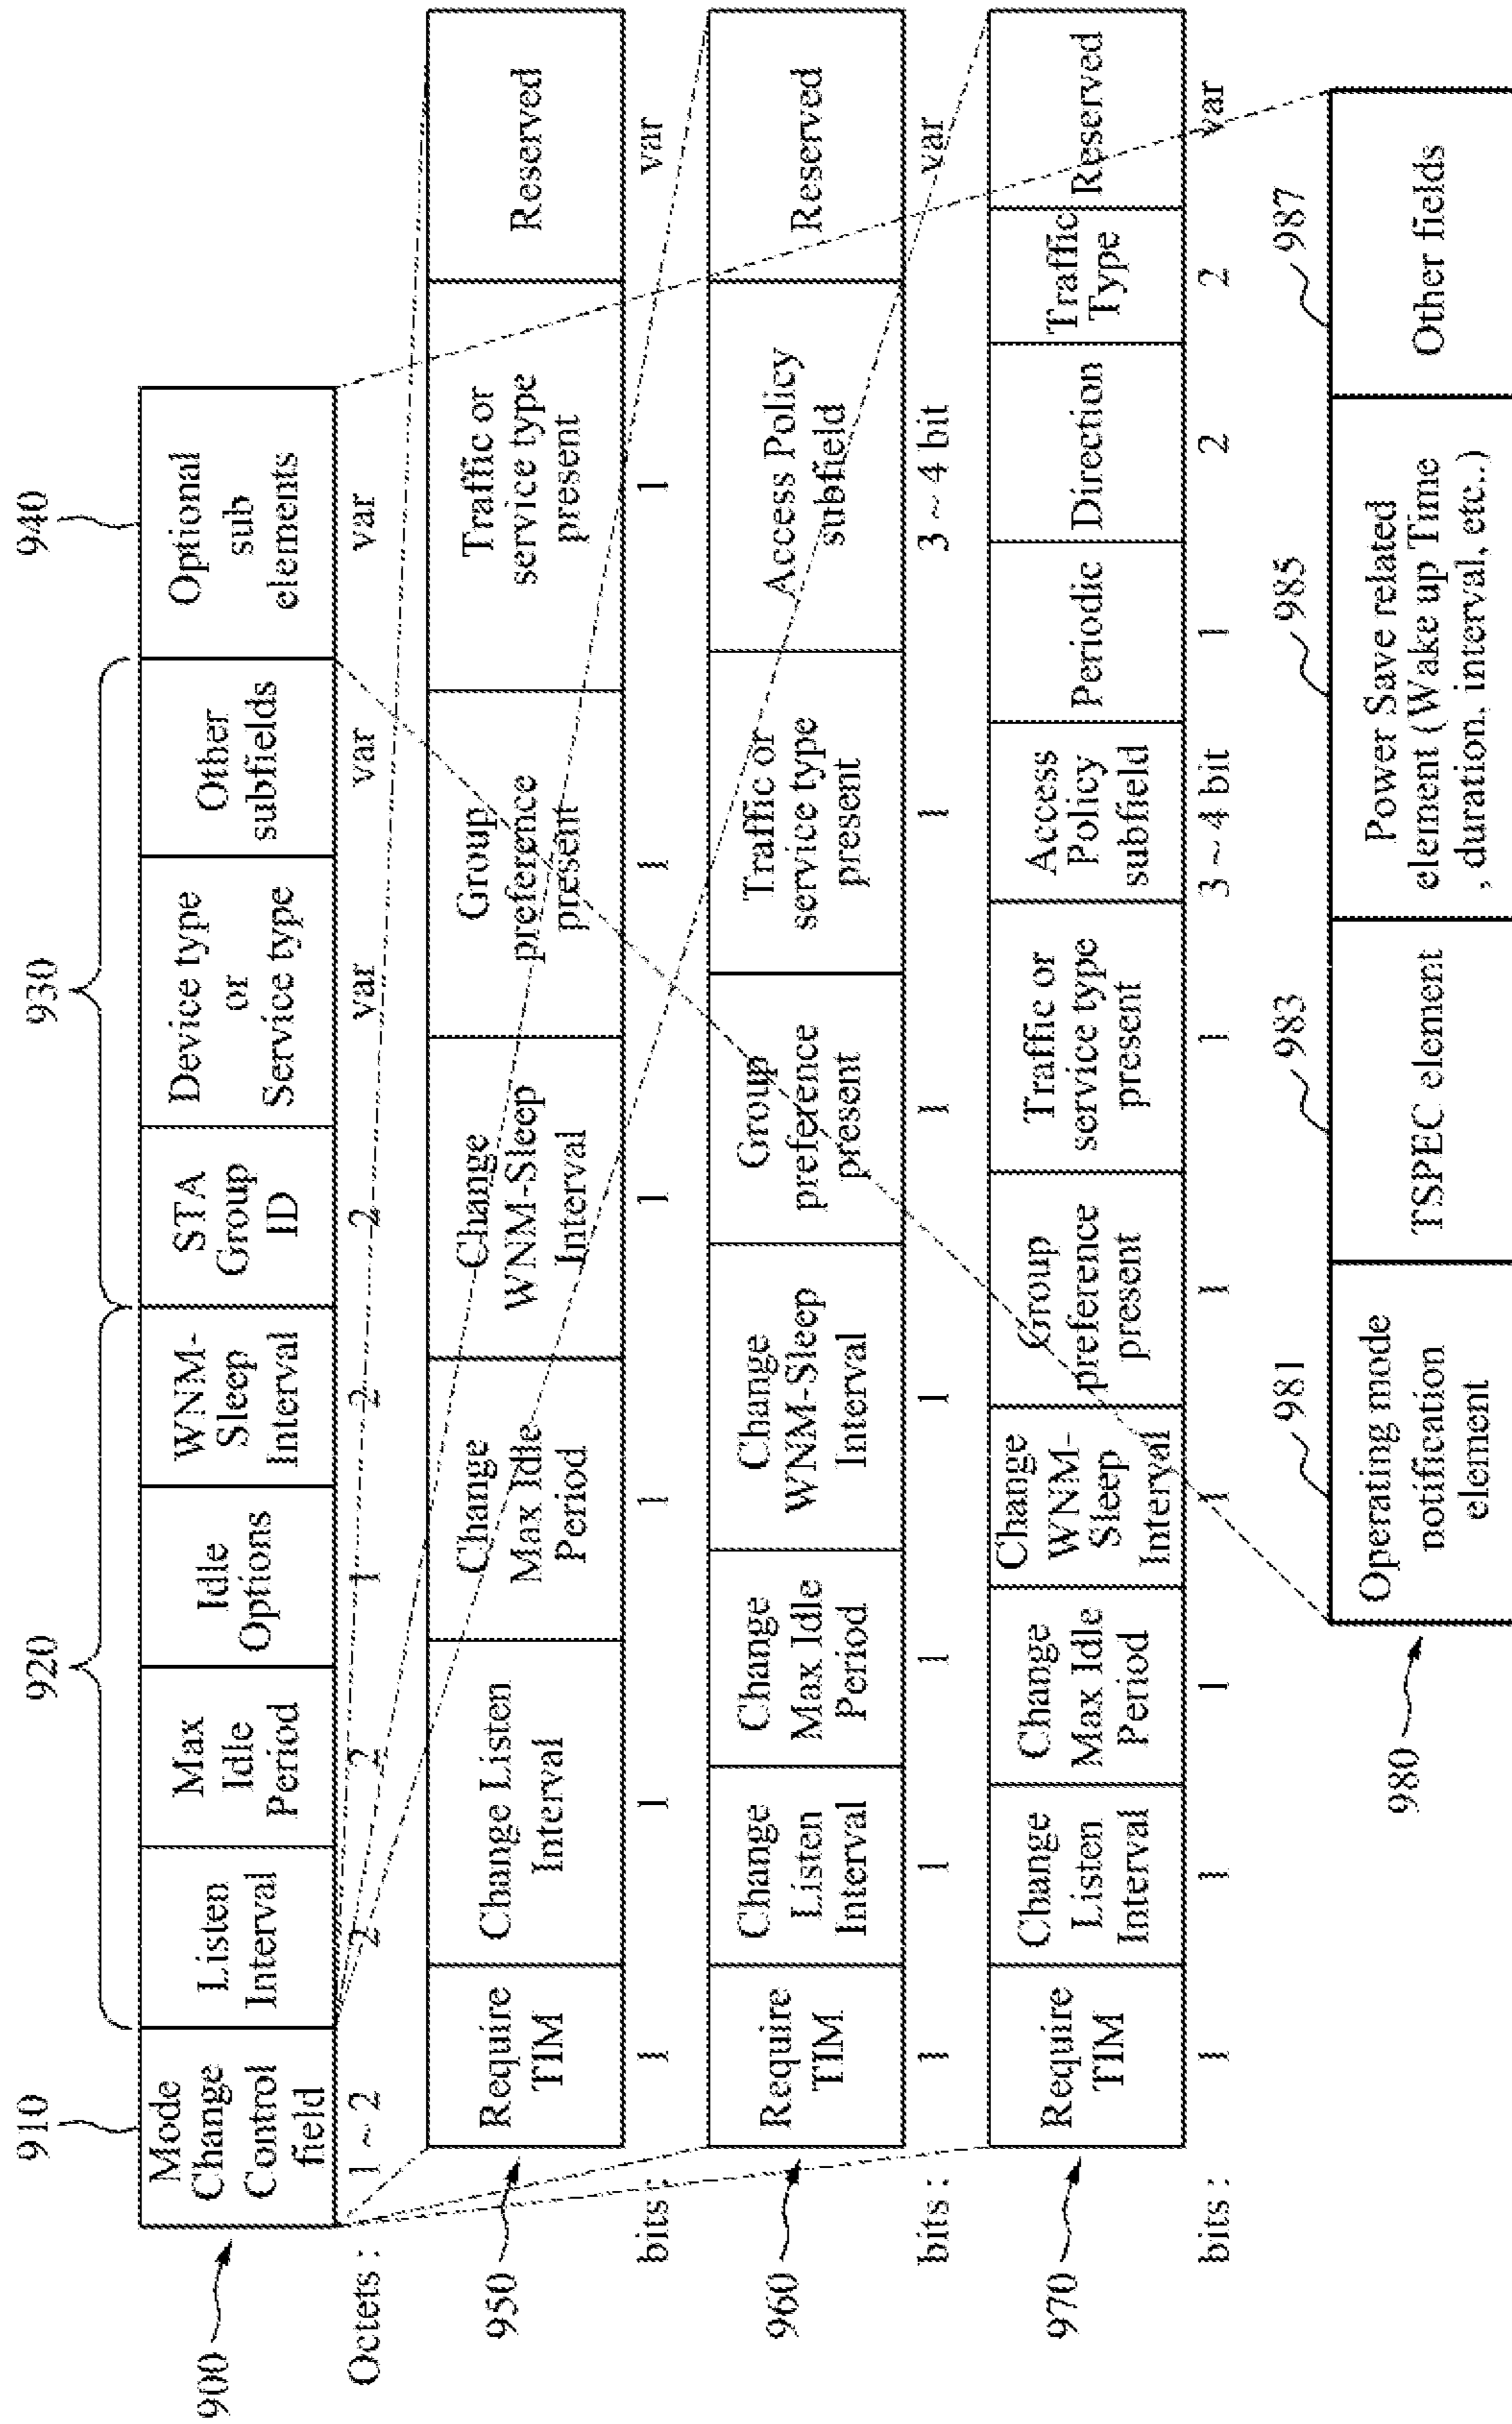 910
920
930
940
900
Mode
Change
Control
field
Listen
Interval
Max
Idle
Period
Idle
Options
WNM-
Sleep
Interval
STA
Group
ID
Device type
or
Service type
Other
subfields
Optional
sub
elements
Octets :
1 ~ 2
2
2
1
2
2
var
var
var
950
Require
TIM
Change Listen
Interval
Change
Max Idle
Period
Change
WNM-Sleep
Interval
Group
preference
present
Traffic or
service type
present
Reserved
bits :
1
1
1
1
1
1
var
960
Require
TIM
Change
Listen
Interval
Change
Max Idle
Period
Change
WNM-Sleep
Interval
Group
preference
present
Traffic or
service type
present
Access Policy
subfield
Reserved
bits :
1
1
1
1
1
1
3 ~ 4 bit
var
970
Require
TIM
Change
Listen
Interval
Change
Max Idle
Period
Change
WNM-
Sleep
Interval
Group
preference
present
Traffic or
service type
present
Access
Policy
subfield
Periodic
Direction
Traffic
Type
Reserved
bits :
1
1
1
1
1
1
3 ~ 4 bit
1
2
2
var
980
981
983
985
987
Operating mode
notification
element
TSPEC element
Power Save related
element (Wake up Time
, duration, interval, etc..)
Other fields